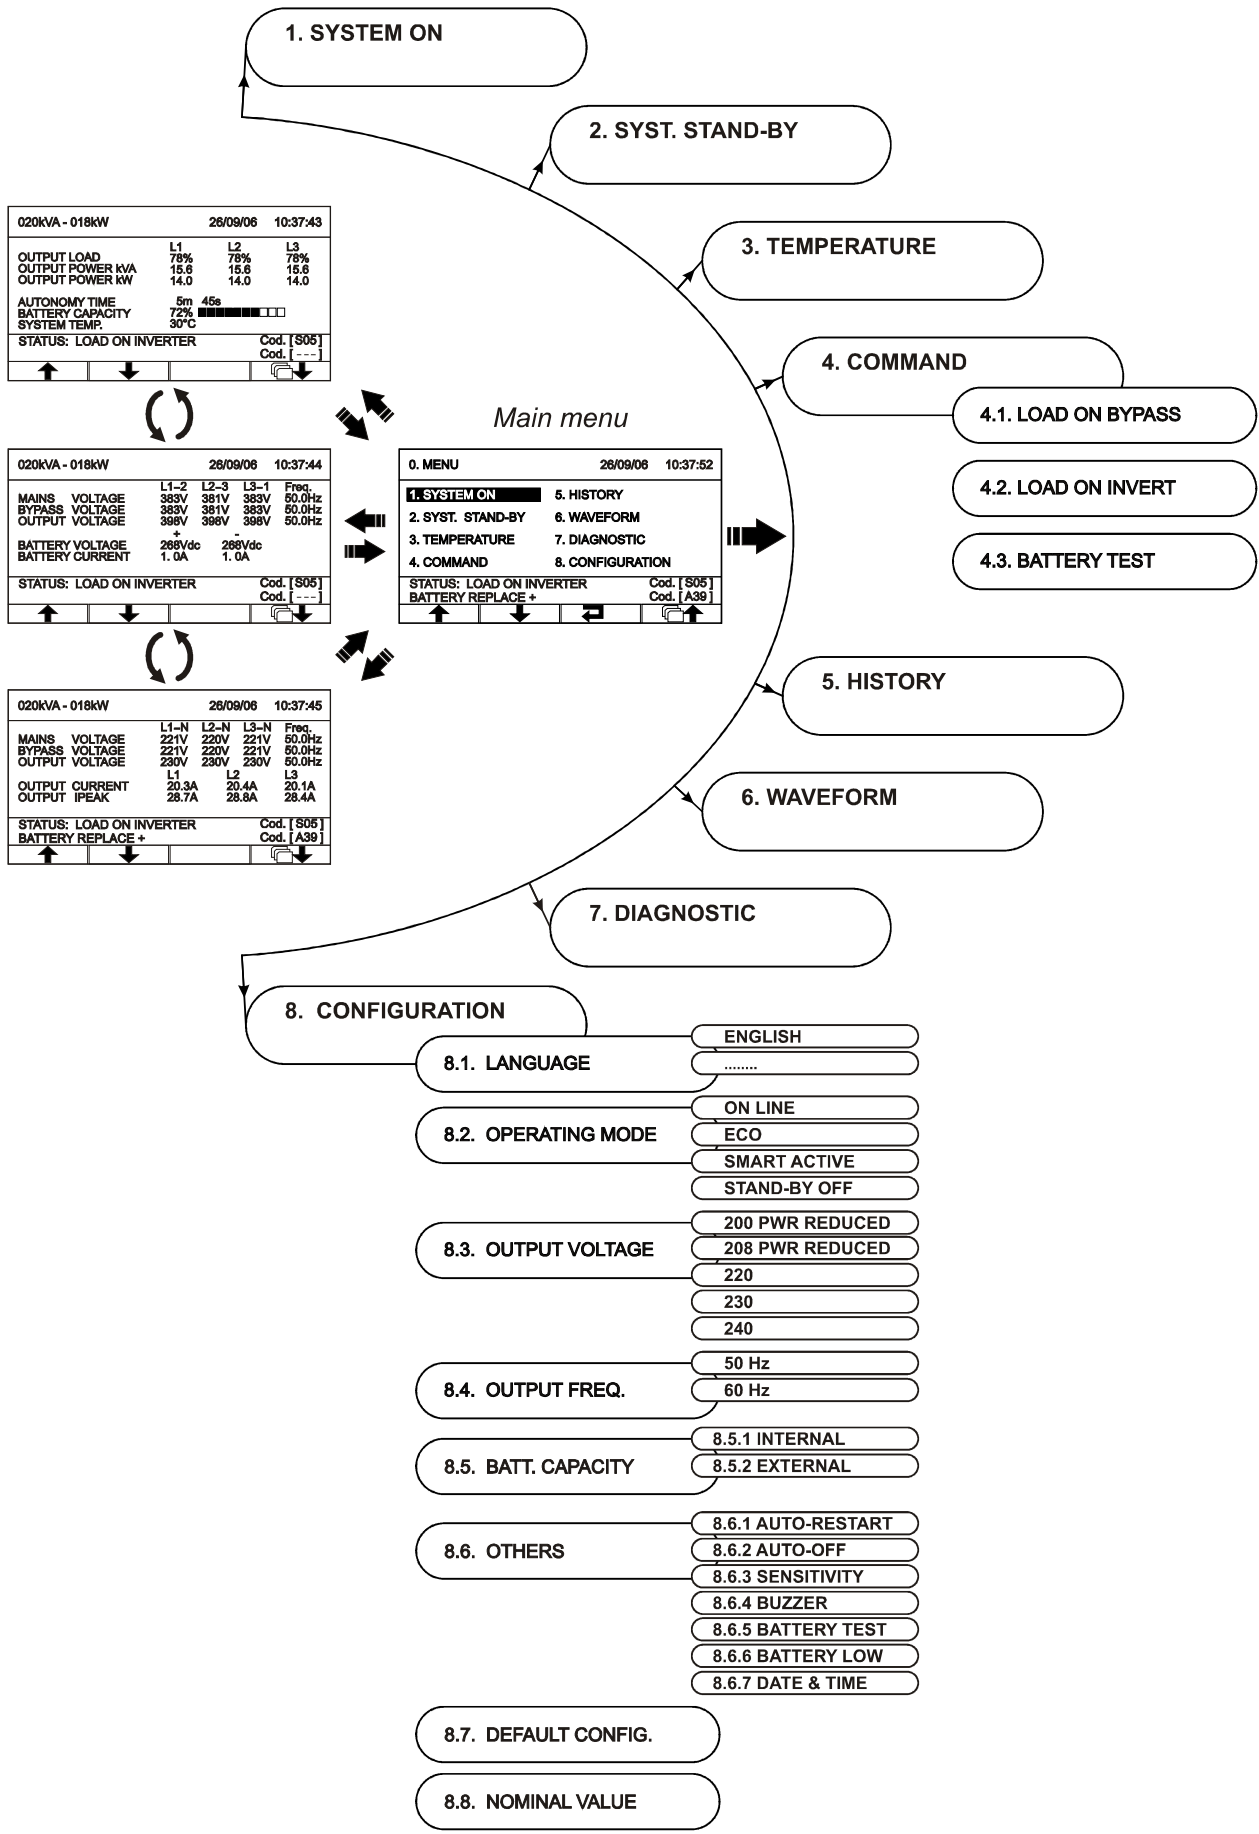 1. SYSTEM ON
2. SYST. STAND-BY
3. TEMPERATURE
4. COMMAND
4.1. LOAD ON BYPASS
4.2. LOAD ON INVERT
4.3. BATTERY TEST
5. HISTORY
6. WAVEFORM
7. DIAGNOSTIC
020kVA - 018kW 26/09/06 10:37:43
L1 L2 L3
OUTPUT LOAD 78% 78% 78%
OUTPUT POWER kVA 15.6 15.6 15.6
OUTPUT POWER kW 14.0 14.0 14.0
AUTONOMY TIME 5m 45s
BATTERY CAPACITY 72%
SYSTEM TEMP. 30°C
STATUS: LOAD ON INVERTER Cod. [S05]
Cod. [---]
020kVA - 018kW 26/09/06 10:37:44
L1-2 L2-3 L3-1 Freq.
MAINS VOLTAGE 383V 381V 383V 50.0Hz
BYPASS VOLTAGE 383V 381V 383V 50.0Hz
OUTPUT VOLTAGE 398V 398V 398V 50.0Hz
+ -
BATTERY VOLTAGE 268Vdc 268Vdc
BATTERY CURRENT 1. 0A 1. 0A
STATUS: LOAD ON INVERTER Cod. [S05]
Cod. [---]
020kVA - 018kW 26/09/06 10:37:45
L1-N L2-N L3-N Freq.
MAINS VOLTAGE 221V 220V 221V 50.0Hz
BYPASS VOLTAGE 221V 220V 221V 50.0Hz
OUTPUT VOLTAGE 230V 230V 230V 50.0Hz
L1 L2 L3
OUTPUT CURRENT 20.3A 20.4A 20.1A
OUTPUT IPEAK 28.7A 28.8A 28.4A
STATUS: LOAD ON INVERTER Cod. [S05]
BATTERY REPLACE + Cod. [A39]
Main menu
0. MENU 26/09/06 10:37:52
1. SYSTEM ON 5. HISTORY
2. SYST. STAND-BY 6. WAVEFORM
3. TEMPERATURE 7. DIAGNOSTIC
4. COMMAND 8. CONFIGURATION
STATUS: LOAD ON INVERTER Cod. [S05]
BATTERY REPLACE + Cod. [A39]
8. CONFIGURATION
8.1. LANGUAGE
ENGLISH
........
8.2. OPERATING MODE
ON LINE
ECO
SMART ACTIVE
STAND-BY OFF
8.3. OUTPUT VOLTAGE
200 PWR REDUCED
208 PWR REDUCED
220
230
240
8.4. OUTPUT FREQ.
50 Hz
60 Hz
8.5. BATT. CAPACITY
8.5.1 INTERNAL
8.5.2 EXTERNAL
8.6. OTHERS
8.6.1 AUTO-RESTART
8.6.2 AUTO-OFF
8.6.3 SENSITIVITY
8.6.4 BUZZER
8.6.5 BATTERY TEST
8.6.6 BATTERY LOW
8.6.7 DATE & TIME
8.7. DEFAULT CONFIG.
8.8. NOMINAL VALUE